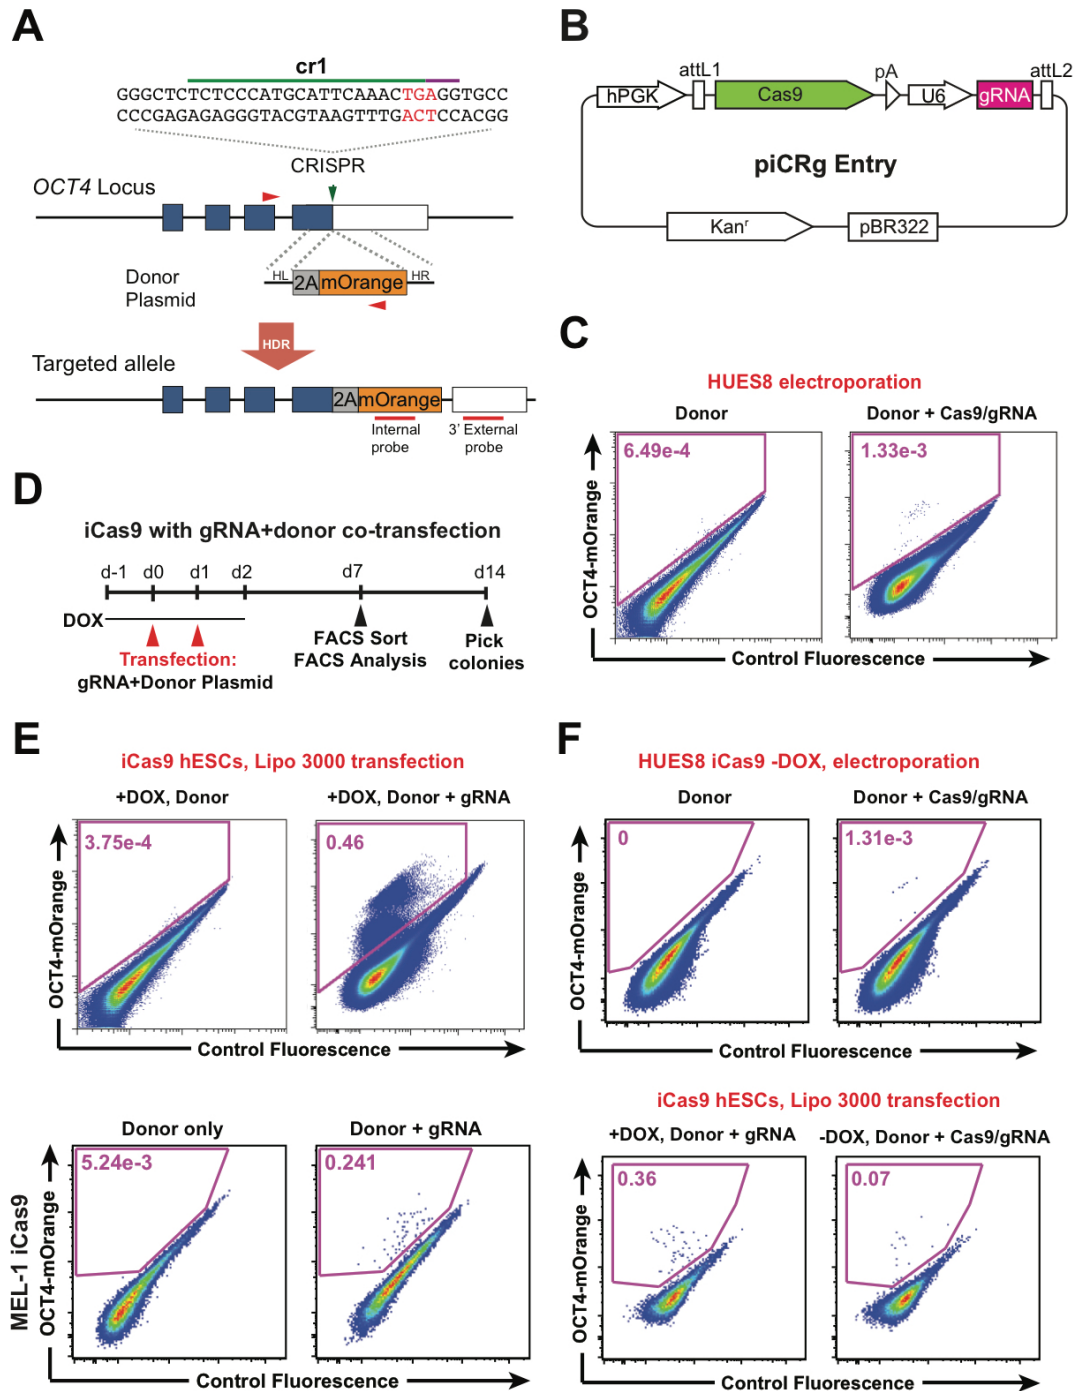 A
cr1
GGGCTCTCTCCCATGCATTCAAACTGAGGTGCC
CCCGAGAGAGGGTACGTAAGTTTGACTCCACGG
CRISPR
OCT4 Locus
HL
HR
2A
mOrange
Donor
Plasmid
HDR
Targeted allele
2A
mOrange
Internal
probe
3' External
probe
B
hPGK
attL1
Cas9
pA
U6
gRNA
attL2
piCRg Entry
Kanr
pBR322
C
HUES8 electroporation
Donor
Donor + Cas9/gRNA
6.49e-4
1.33e-3
OCT4-mOrange
Control Fluorescence
D
iCas9 with gRNA+donor co-transfection
d-1 d0 d1 d2 d7 d14
DOX
Transfection:
gRNA+Donor Plasmid
FACS Sort
FACS Analysis
Pick
colonies
E
iCas9 hESCs, Lipo 3000 transfection
+DOX, Donor
+DOX, Donor + gRNA
3.75e-4
0.46
OCT4-mOrange
Control Fluorescence
Donor only
Donor + gRNA
5.24e-3
0.241
MEL-1 iCas9
OCT4-mOrange
Control Fluorescence
F
HUES8 iCas9 -DOX, electroporation
Donor
Donor + Cas9/gRNA
0
1.31e-3
OCT4-mOrange
Control Fluorescence
iCas9 hESCs, Lipo 3000 transfection
+DOX, Donor + gRNA
-DOX, Donor + Cas9/gRNA
0.36
0.07
OCT4-mOrange
Control Fluorescence